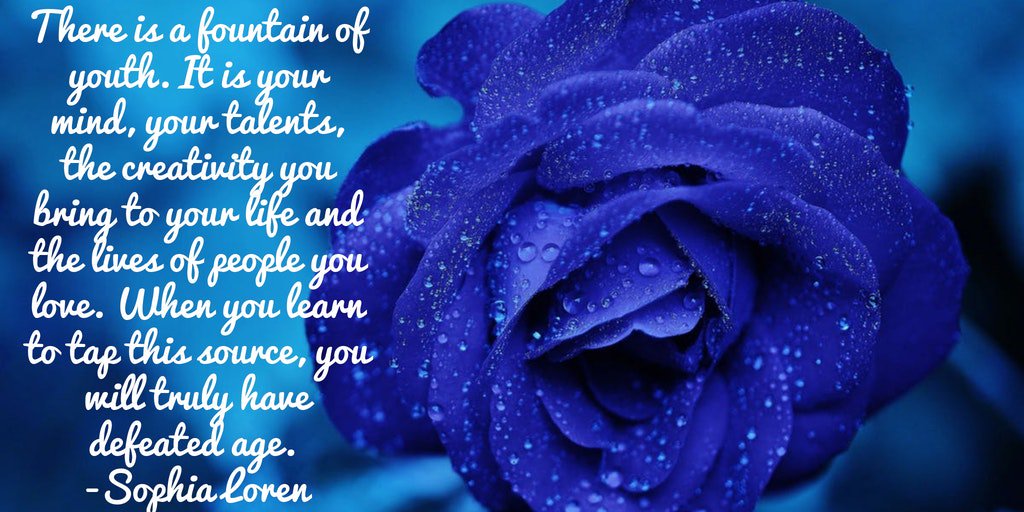 There is a fountain of
youth. It is your
mind, your talents,
the creativity you
bring to your life and
the lives of people you
love. When you learn
to tap this source, you
will truly have
defeated age.
- Sophia Loren